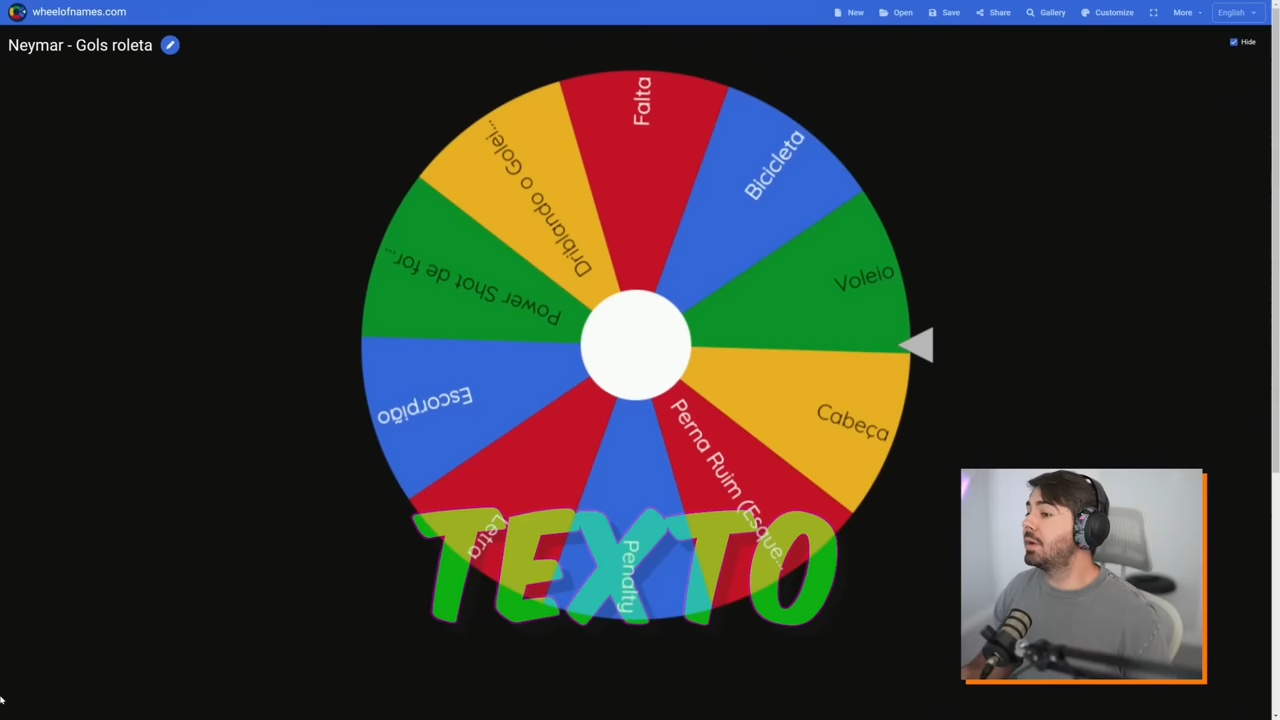 wheelofnames.com
New
Open
Save
Share
Gallery
Customize
More
English
Neymar - Gols roleta
Hide
Falta
Bicicleta
Voleio
Cabeça
Perna Ruim (Esque...
Penalty
Letra
Escorpião
Power Shot de for...
Driblando o Golei...
TEXTO